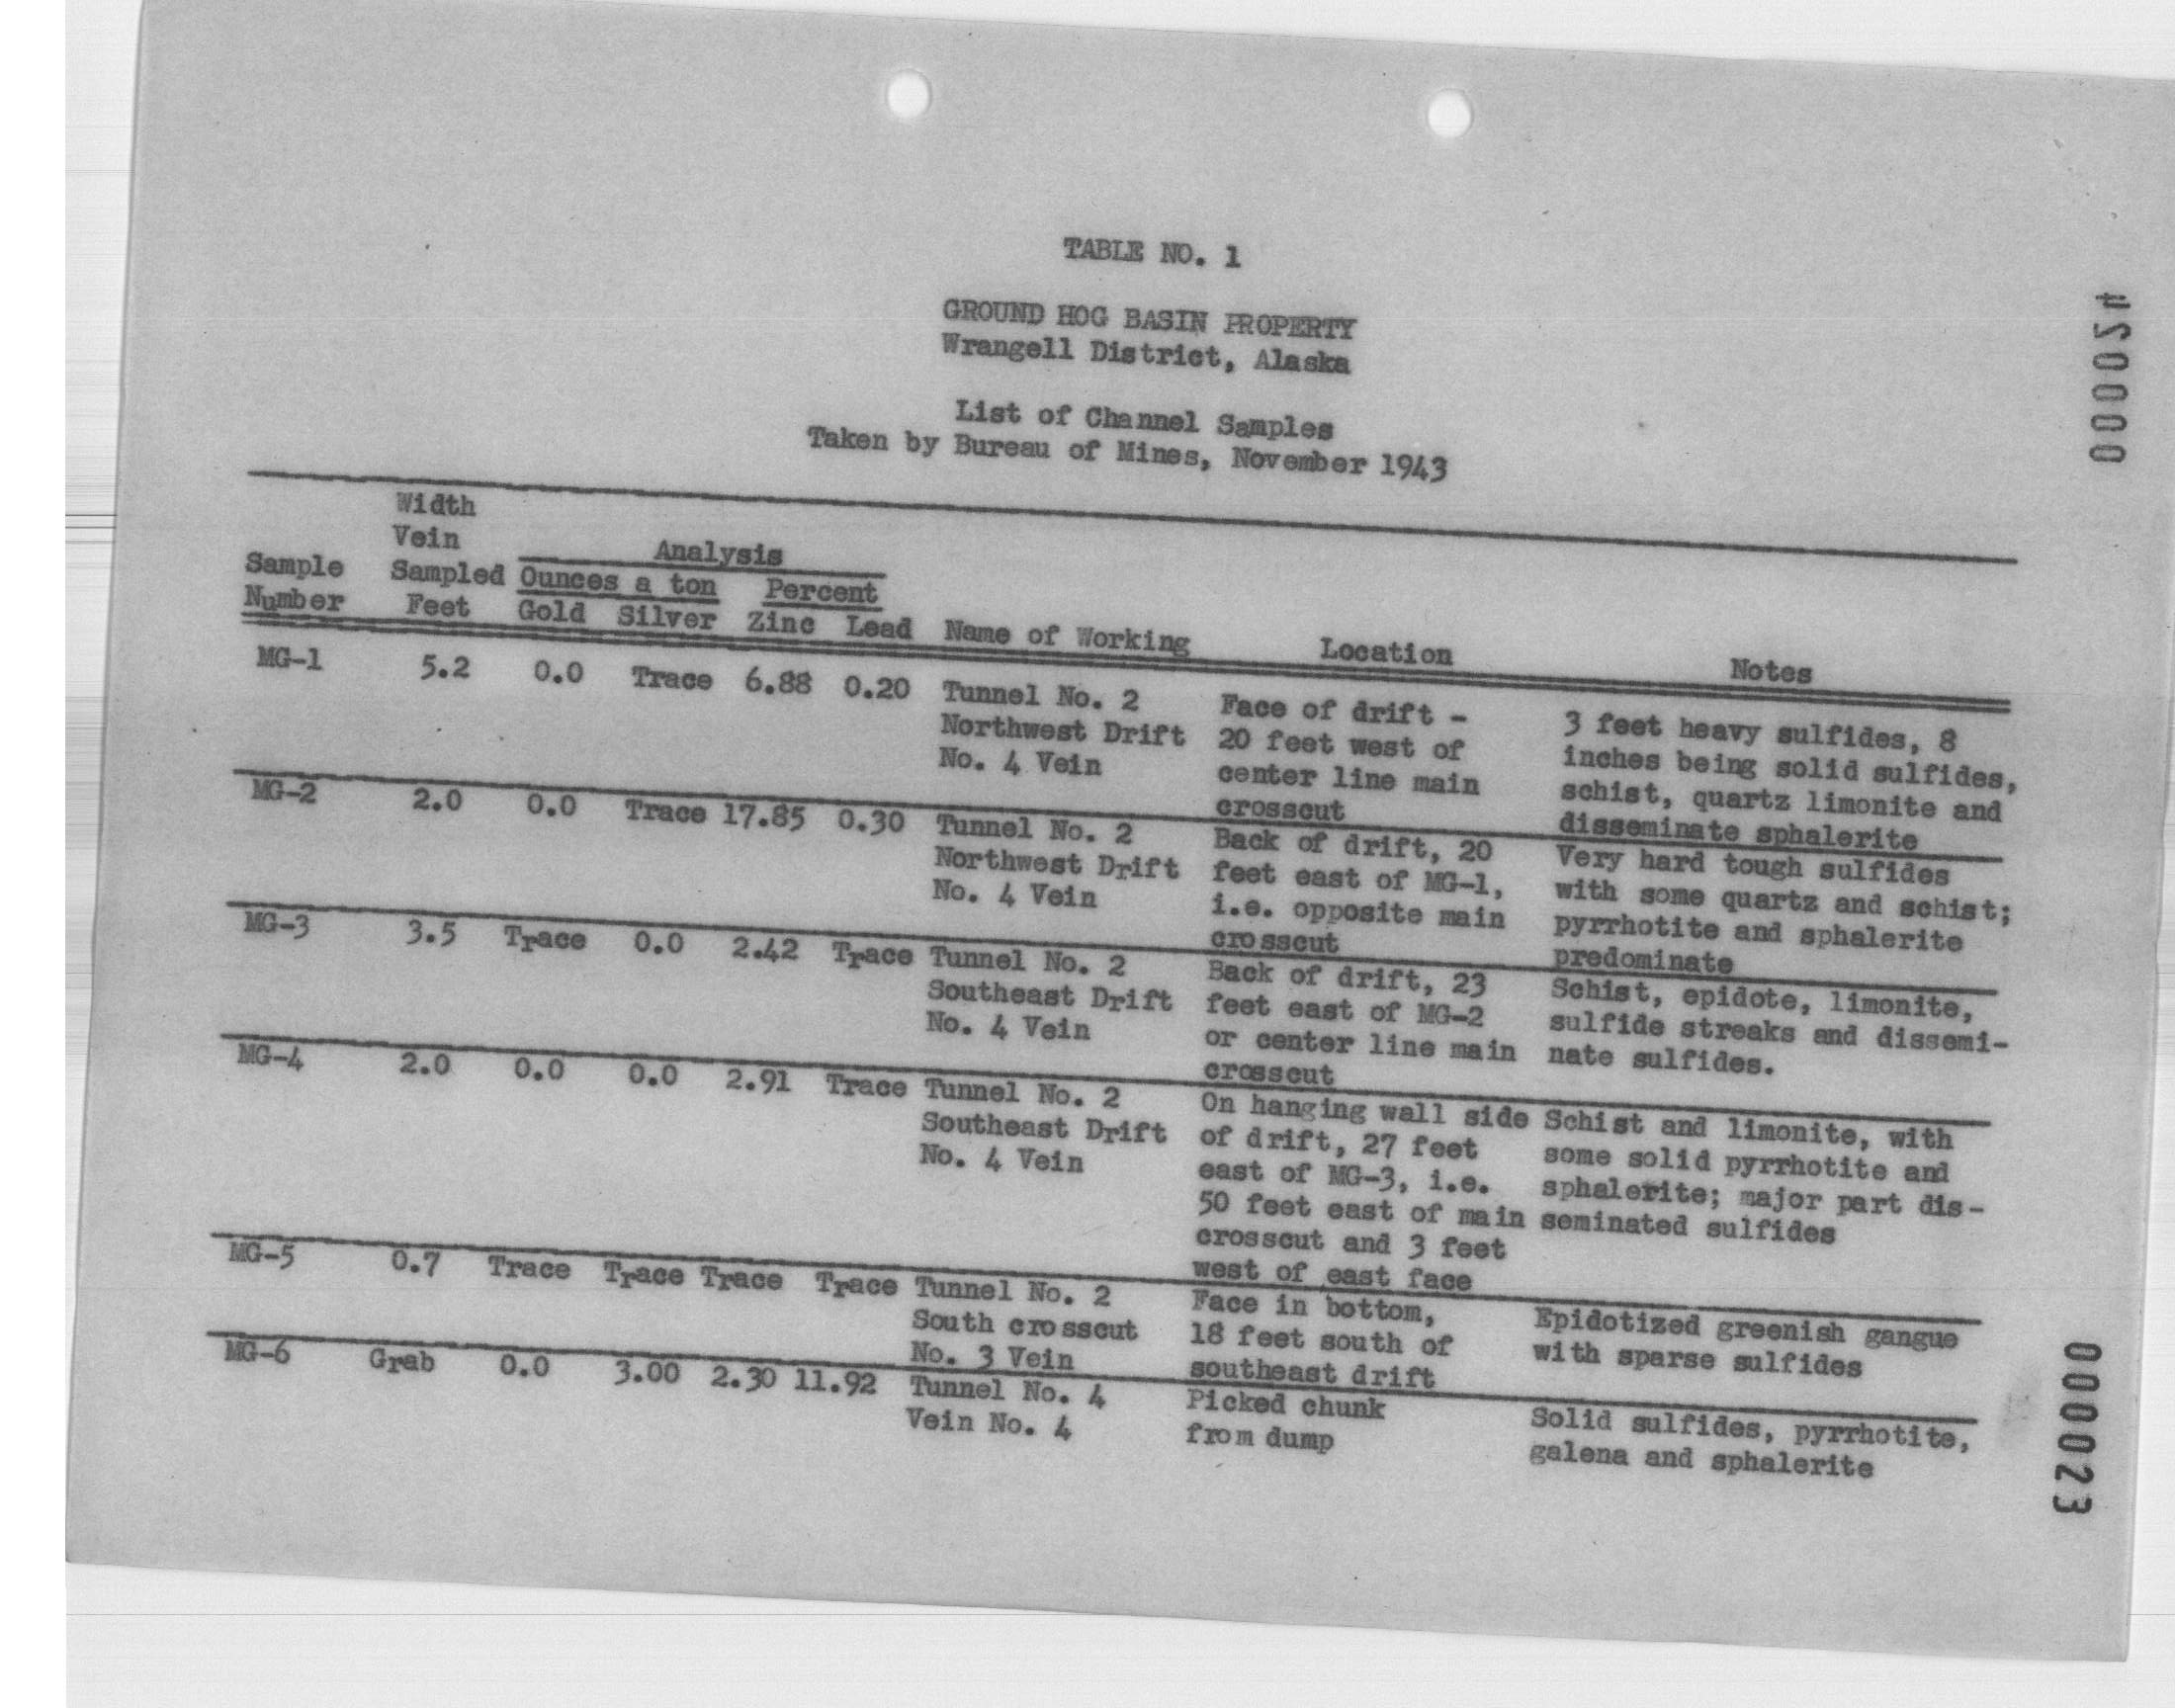 TABLE NO. 1
GROUND HOG BASIN PROPERTY
Wrangell District, Alaska
List of Channel Samples
Taken by Bureau of Mines, November 1943
Width
Vein
Analysis
Sample Sampled Ounces a ton Percent
Number Feet Gold Silver Zinc Lead Name of Working Location Notes
MG-1 5.2 0.0 Trace 6.88 0.20 Tunnel No. 2 Face of drift - 3 feet heavy sulfides, 8
Northwest Drift 20 feet west of inches being solid sulfides,
No. 4 Vein center line main schist, quartz limonite and
crosscut disseminate sphalerite
MG-2 2.0 0.0 Trace 17.85 0.30 Tunnel No. 2 Back of drift, 20 Very hard tough sulfides
Northwest Drift feet east of MG-1, with some quartz and schist;
No. 4 Vein i.e. opposite main pyrrhotite and sphalerite
crosscut predominate
MG-3 3.5 Trace 0.0 2.42 Trace Tunnel No. 2 Back of drift, 23 Schist, epidote, limonite,
Southeast Drift feet east of MG-2 sulfide streaks and dissemi-
No. 4 Vein or center line main nate sulfides.
crosscut
MG-4 2.0 0.0 0.0 2.91 Trace Tunnel No. 2 On hanging wall side Schist and limonite, with
Southeast Drift of drift, 27 feet some solid pyrrhotite and
No. 4 Vein east of MG-3, i.e. sphalerite; major part dis-
50 feet east of main seminated sulfides
crosscut and 3 feet
west of east face
MG-5 0.7 Trace Trace Trace Trace Tunnel No. 2 Face in bottom, Epidotized greenish gangue
South crosscut 18 feet south of with sparse sulfides
No. 3 Vein southeast drift
MG-6 Grab 0.0 3.00 2.30 11.92 Tunnel No. 4 Picked chunk Solid sulfides, pyrrhotite,
Vein No. 4 from dump galena and sphalerite
000024
000023